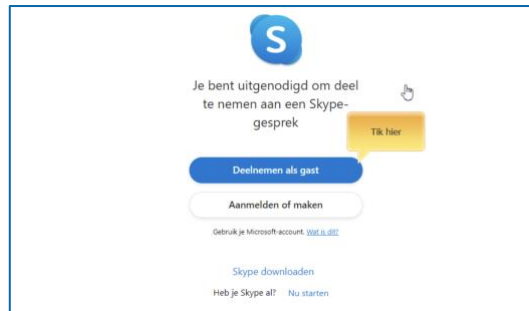 S
Je bent uitgenodigd om deel
te nemen aan een Skype-
gesprek
Tik hier
Deelnemen als gast
Aanmelden of maken
Gebruik je Microsoft-account. Wat is dit?
Skype downloaden
Heb je Skype al? Nu starten